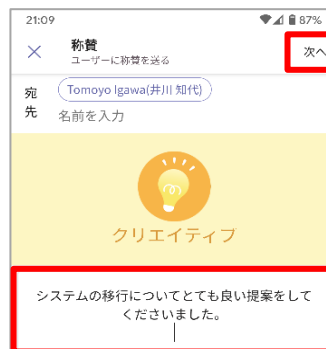 21:09
87%
称賛
ユーザーに称賛を送る
次へ
宛先
Tomoyo Igawa(井川 知代)
名前を入力
クリエイティブ
システムの移行についてとても良い提案をして
くださいました。